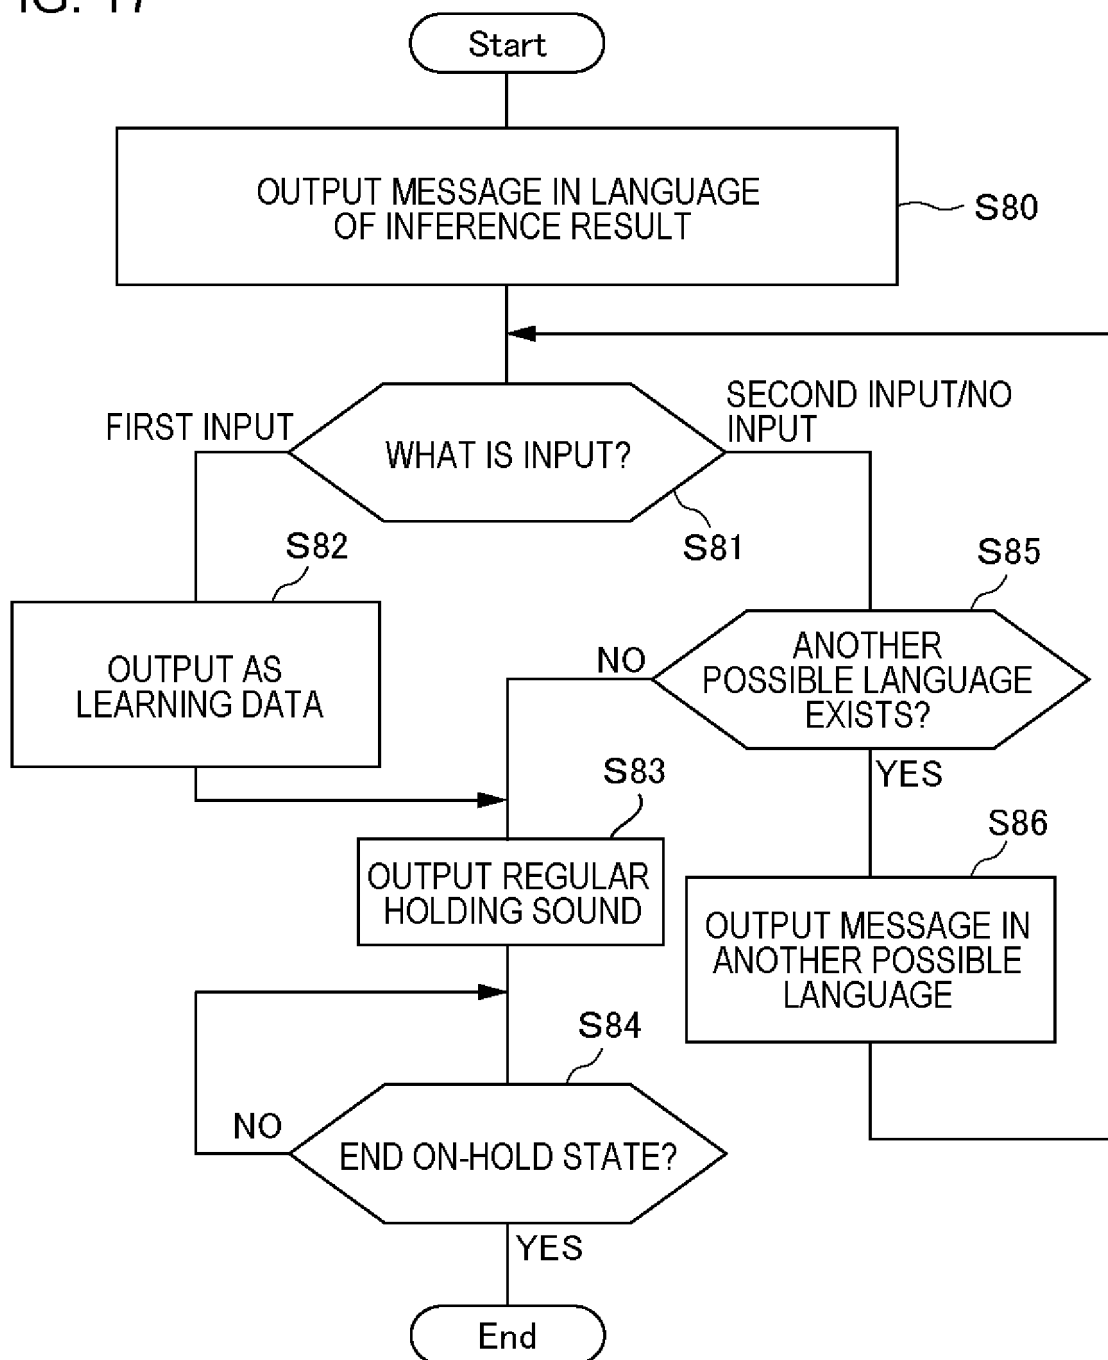 FIG. 17
Start
OUTPUT MESSAGE IN LANGUAGE
OF INFERENCE RESULT
S80
FIRST INPUT
SECOND INPUT/NO
INPUT
WHAT IS INPUT?
S81
S82
OUTPUT AS
LEARNING DATA
S85
ANOTHER
POSSIBLE LANGUAGE
EXISTS?
NO
YES
S83
OUTPUT REGULAR
HOLDING SOUND
S86
OUTPUT MESSAGE IN
ANOTHER POSSIBLE
LANGUAGE
S84
END ON-HOLD STATE?
NO
YES
End